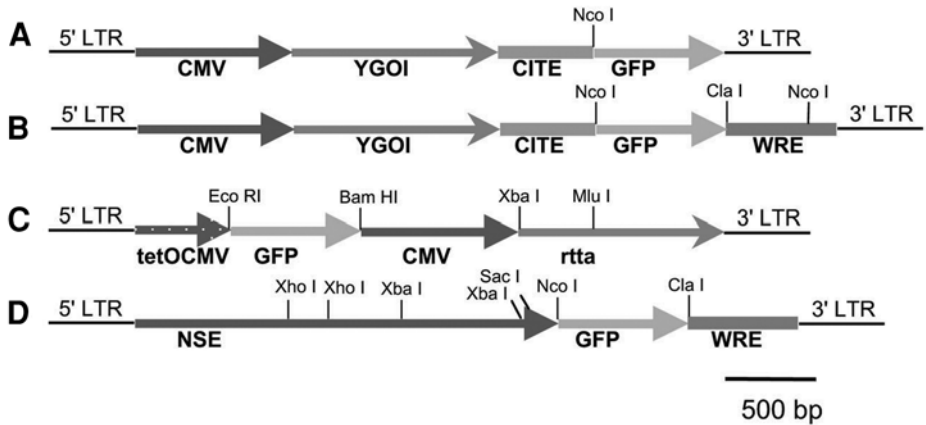 A
5' LTR
CMV
YGOI
CITE
Nco I
GFP
3' LTR
B
5' LTR
CMV
YGOI
CITE
Nco I
GFP
Cla I
Nco I
WRE
3' LTR
C
5' LTR
tetOCMV
Eco RI
GFP
Bam HI
CMV
Xba I
Mlu I
rtta
3' LTR
D
5' LTR
NSE
Xho I
Xho I
Xba I
Sac I
Xba I
Nco I
GFP
Cla I
WRE
3' LTR
500 bp